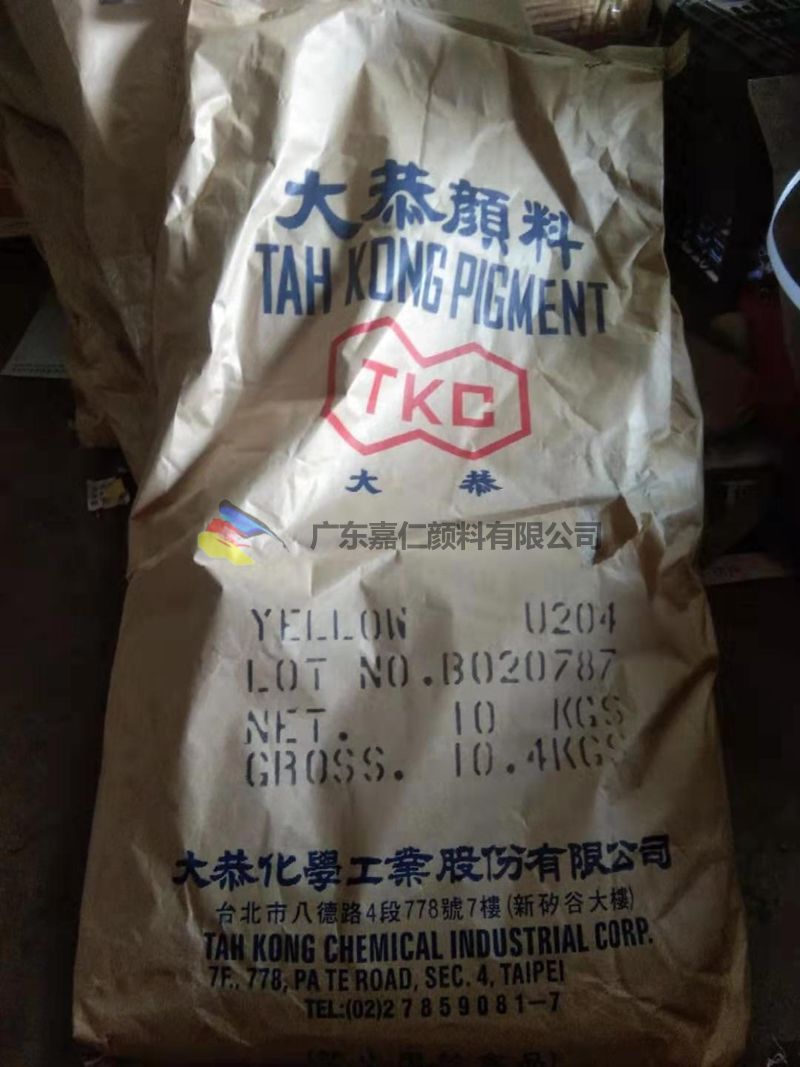 大恭顔料
TAH KONG PIGMENT
TKC
大 恭
广东嘉仁颜料有限公司
YELLOW U204
LOT NO.B020787
NET. 10 KGS
GROSS. 10.4KGS
大恭化學工業股份有限公司
台北市八德路4段778號7樓(新矽谷大樓)
TAH KONG CHEMICAL INDUSTRIAL CORP.
7F., 778, PA TE ROAD, SEC. 4, TAIPEI
TEL:(02)27859081-7